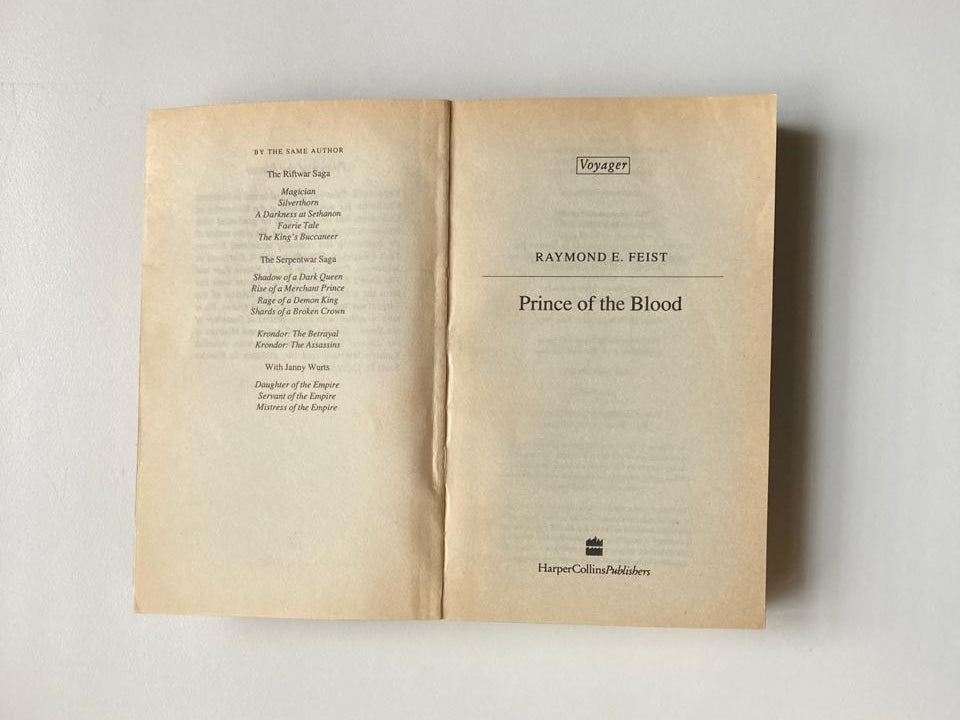 BY THE SAME AUTHOR
The Riftwar Saga
Magician
Silverthorn
A Darkness at Sethanon
Faerie Tale
The King's Buccaneer
The Serpentwar Saga
Shadow of a Dark Queen
Rise of a Merchant Prince
Rage of a Demon King
Shards of a Broken Crown
Krondor: The Betrayal
Krondor: The Assassins
With Janny Wurts
Daughter of the Empire
Servant of the Empire
Mistress of the Empire
Voyager
RAYMOND E. FEIST
Prince of the Blood
HarperCollinsPublishers